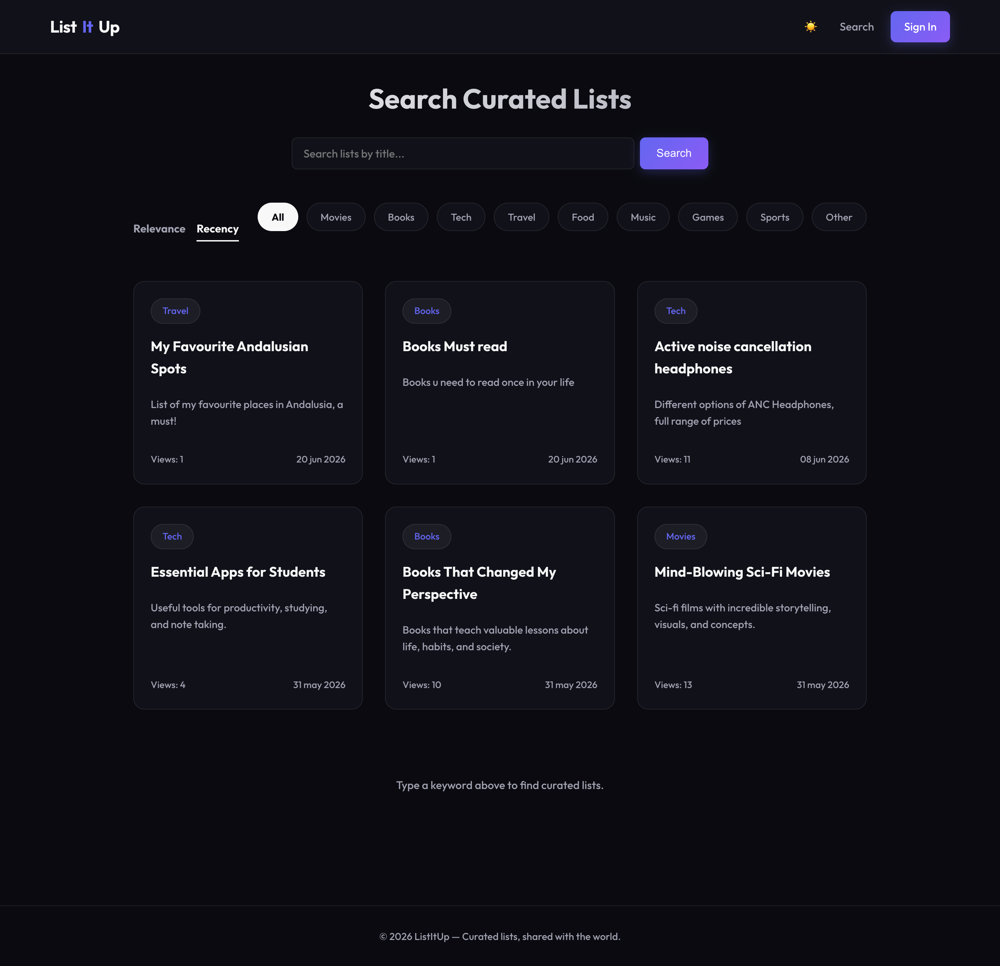 List It Up
Search
Sign In
Search Curated Lists
Search lists by title...
Search
Relevance
Recency
All
Movies
Books
Tech
Travel
Food
Music
Games
Sports
Other
Travel
My Favourite Andalusian
Spots
List of my favourite places in Andalusia, a
must!
Views: 1
20 jun 2026
Books
Books Must read
Books u need to read once in your life
Views: 1
20 jun 2026
Tech
Active noise cancellation
headphones
Different options of ANC Headphones,
full range of prices
Views: 11
08 jun 2026
Tech
Essential Apps for Students
Useful tools for productivity, studying,
and note taking.
Views: 4
31 may 2026
Books
Books That Changed My
Perspective
Books that teach valuable lessons about
life, habits, and society.
Views: 10
31 may 2026
Movies
Mind-Blowing Sci-Fi Movies
Sci-fi films with incredible storytelling,
visuals, and concepts.
Views: 13
31 may 2026
Type a keyword above to find curated lists.
© 2026 ListItUp — Curated lists, shared with the world.